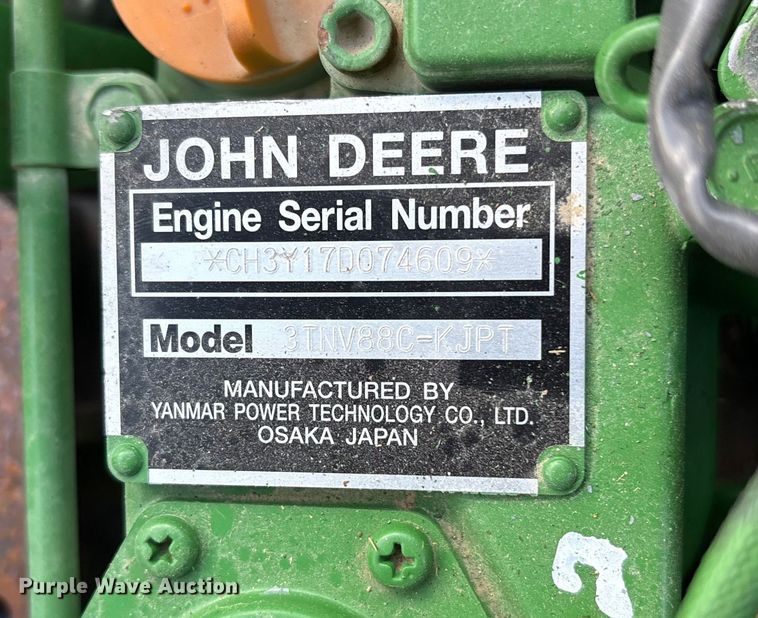 JOHN DEERE
Engine Serial Number
*CH3Y17D074609*
Model 3TNV88C-KJPT
MANUFACTURED BY
YANMAR POWER TECHNOLOGY CO., LTD.
OSAKA JAPAN
Purple Wave Auction